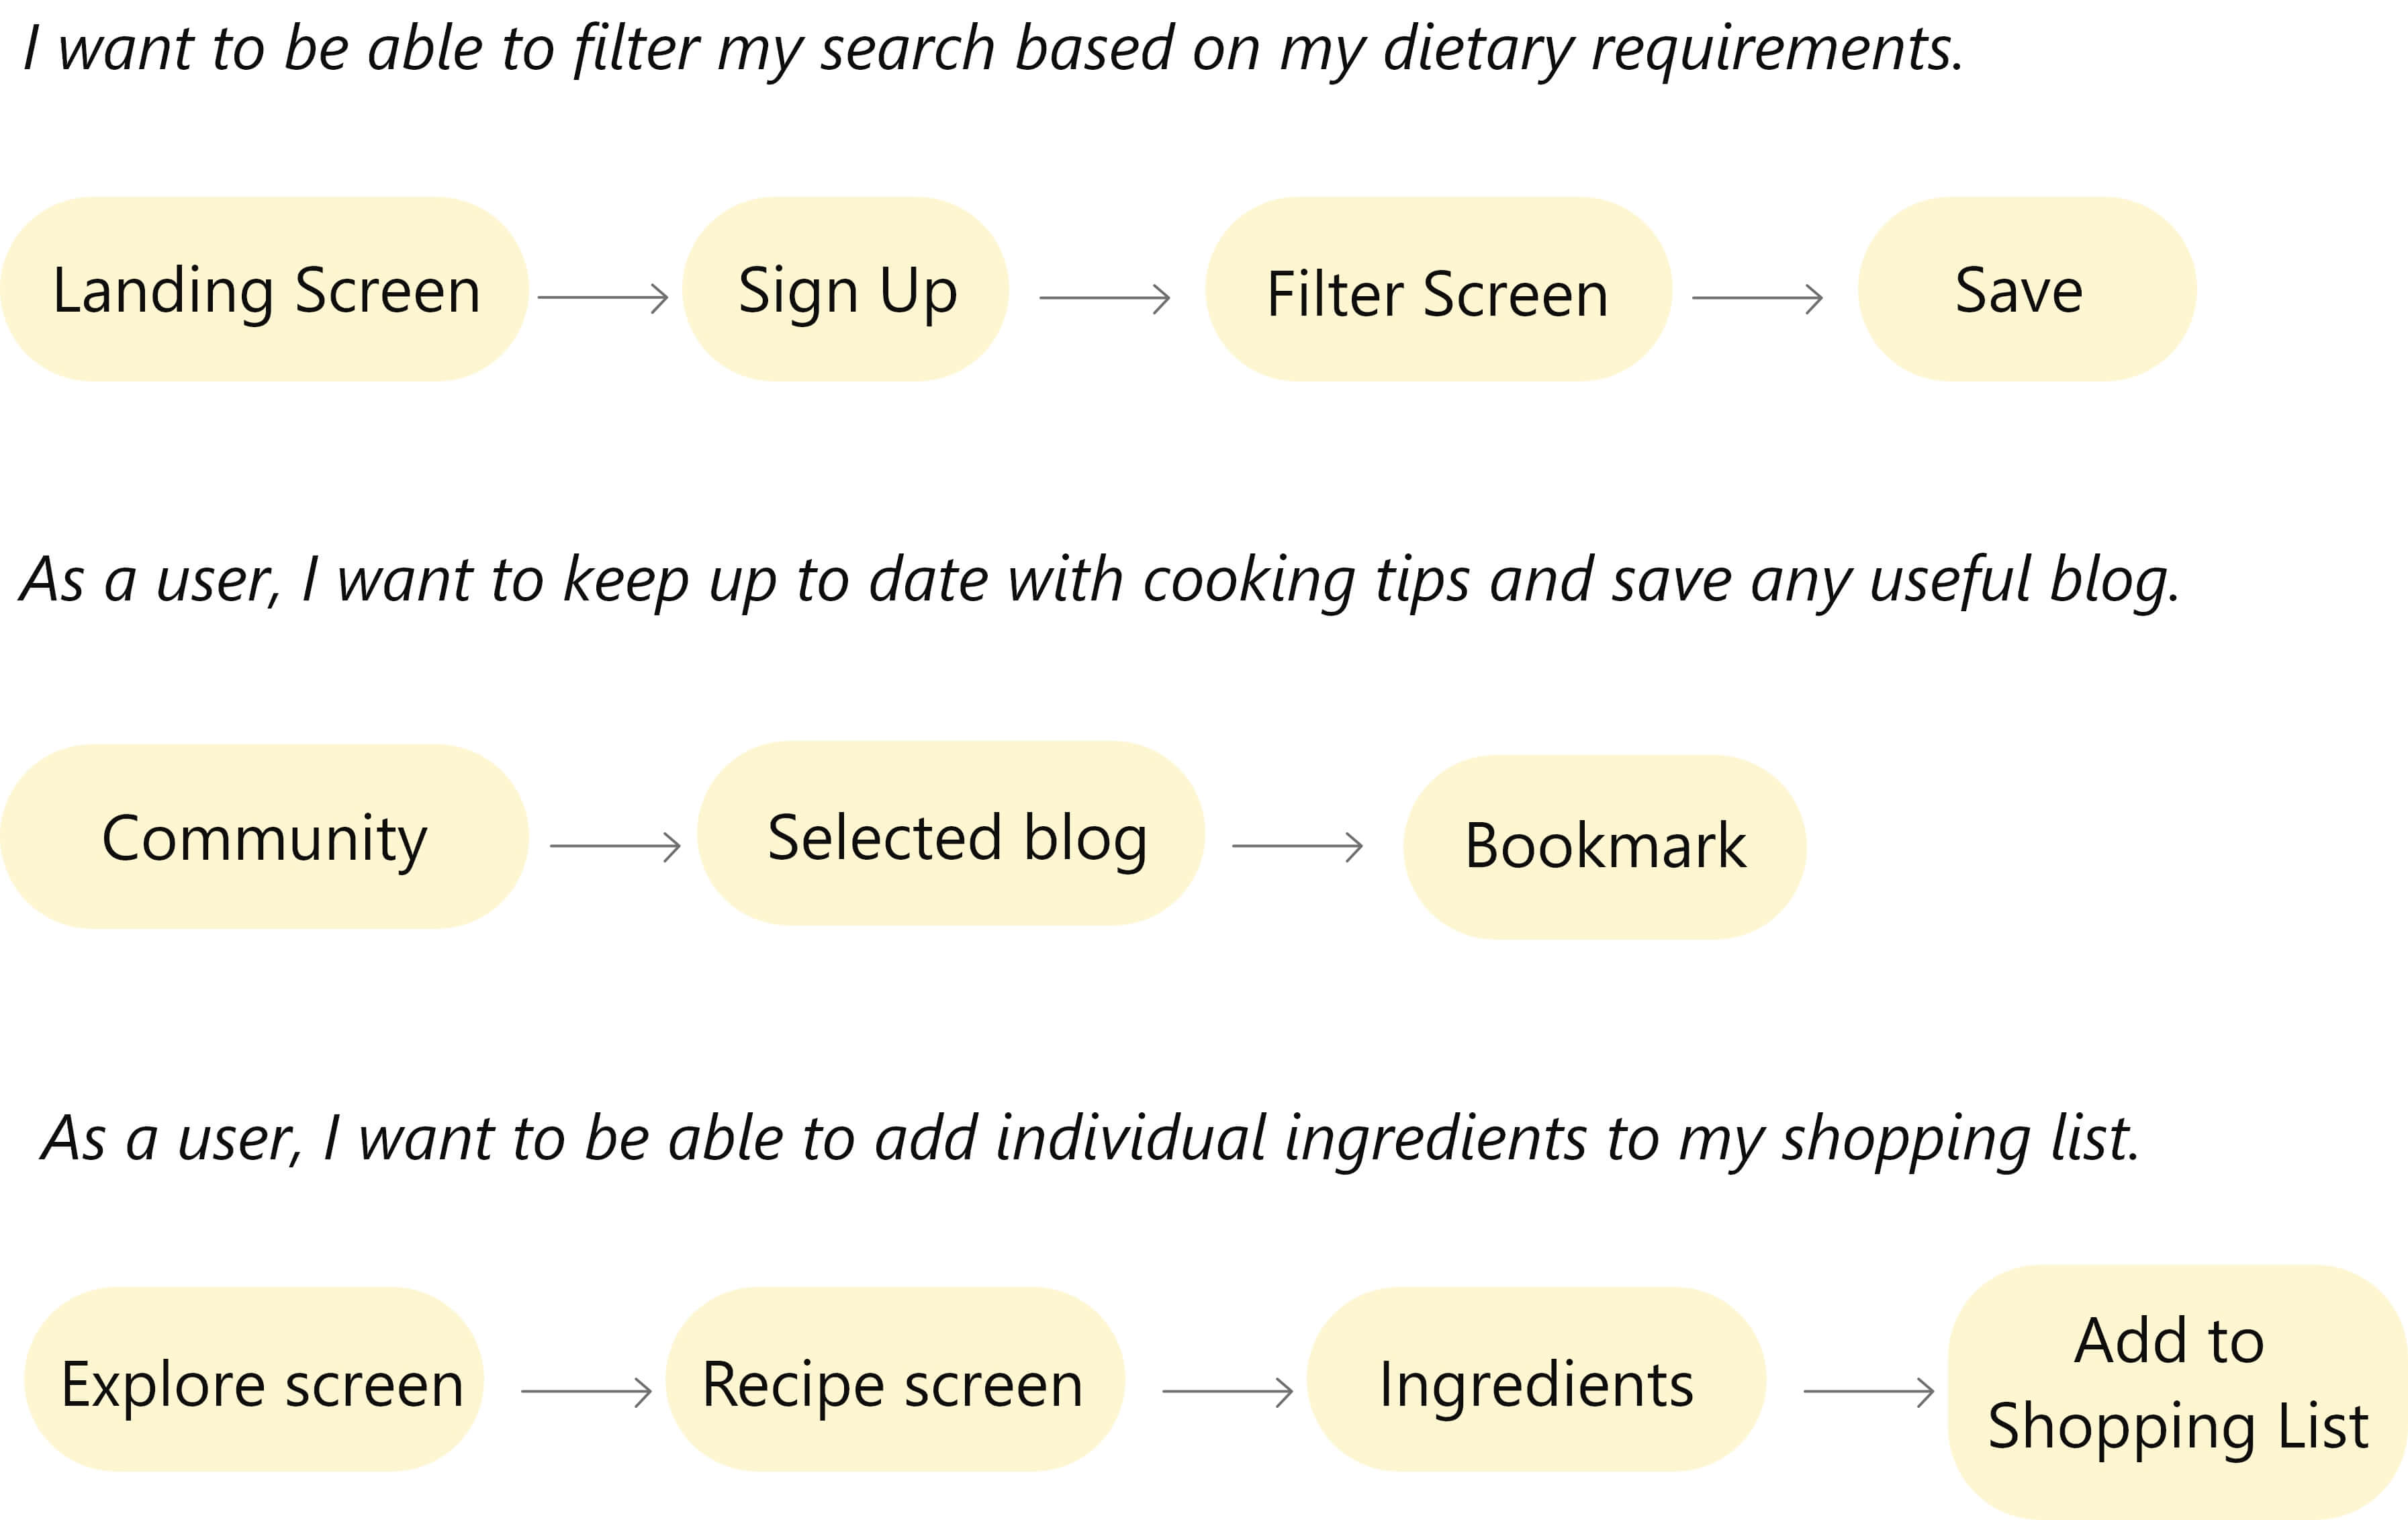 I want to be able to filter my search based on my dietary requirements.
Landing Screen
Sign Up
Filter Screen
Save
As a user, I want to keep up to date with cooking tips and save any useful blog.
Community
Selected blog
Bookmark
As a user, I want to be able to add individual ingredients to my shopping list.
Explore screen
Recipe screen
Ingredients
Add to
Shopping List